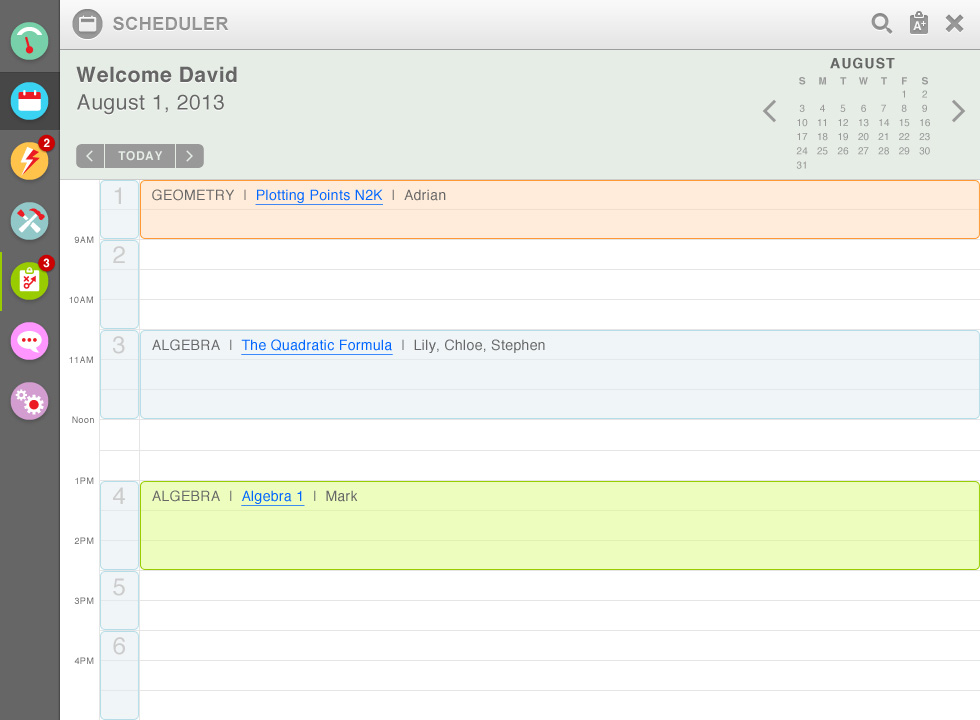 SCHEDULER
A+
Welcome David
August 1, 2013
TODAY
AUGUST
S M T W T F S
1 2
3 4 5 6 7 8 9
10 11 12 13 14 15 16
17 18 19 20 21 22 23
24 25 26 27 28 29 30
31
2
3
1
GEOMETRY | Plotting Points N2K | Adrian
9AM
2
10AM
3
ALGEBRA | The Quadratic Formula | Lily, Chloe, Stephen
11AM
Noon
1PM
4
ALGEBRA | Algebra 1 | Mark
2PM
5
3PM
6
4PM